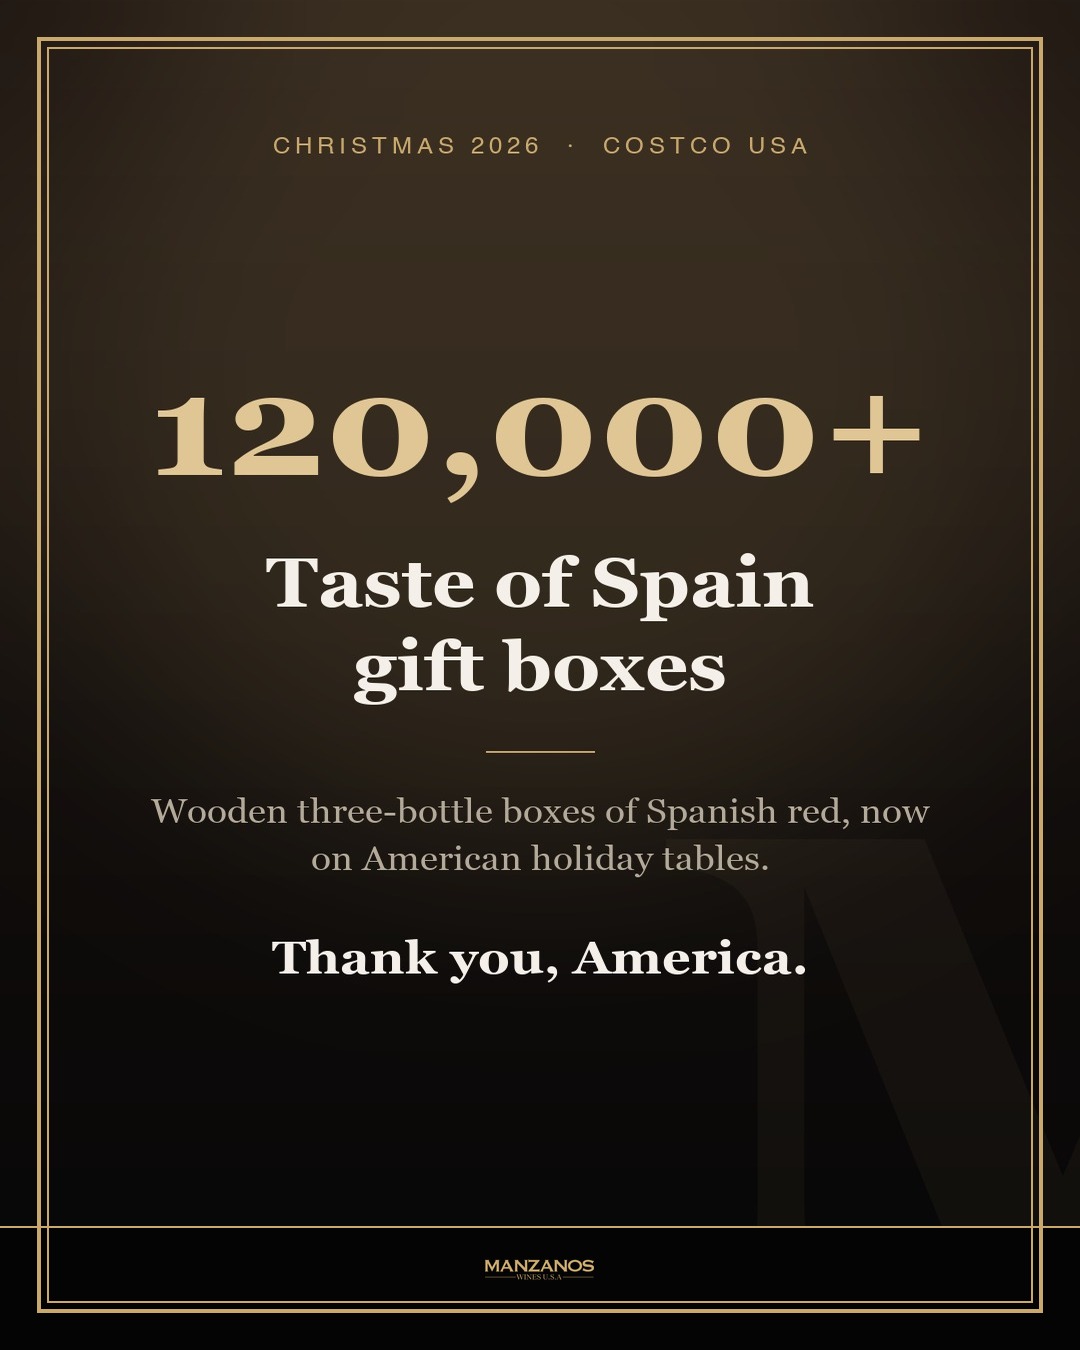 CHRISTMAS 2026 · COSTCO USA
120,000+
Taste of Spain
gift boxes
Wooden three-bottle boxes of Spanish red, now
on American holiday tables.
Thank you, America.
MANZANOS
WINES U.S.A